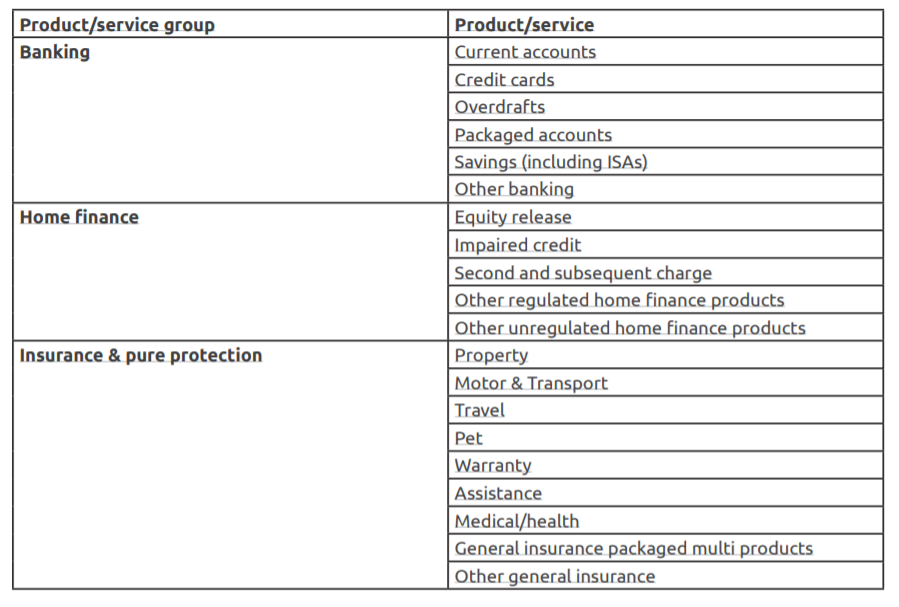 Product/service group Product/service
Banking Current accounts
Credit cards
Overdrafts
Packaged accounts
Savings (including ISAs)
Other banking
Home finance Equity release
Impaired credit
Second and subsequent charge
Other regulated home finance products
Other unregulated home finance products
Insurance & pure protection Property
Motor & Transport
Travel
Pet
Warranty
Assistance
Medical/health
General insurance packaged multi products
Other general insurance